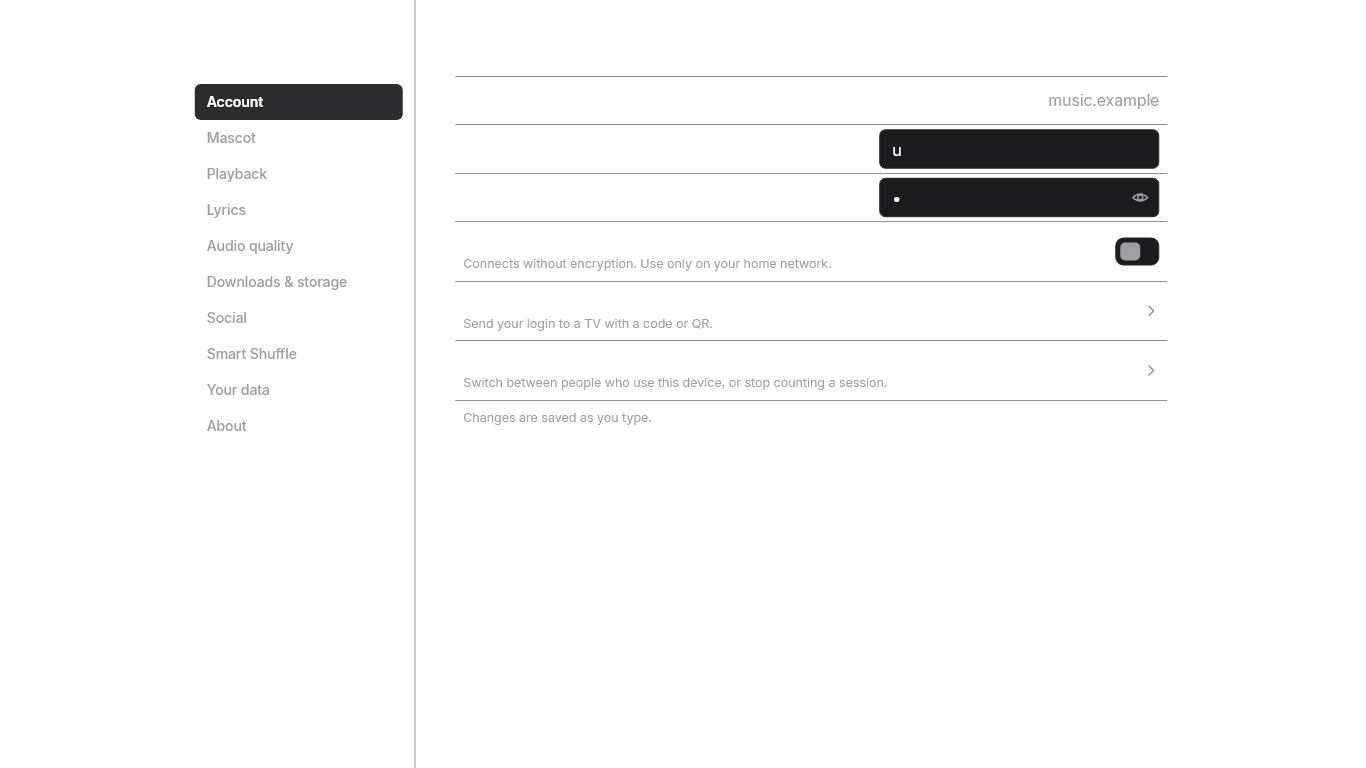 Account
Mascot
Playback
Lyrics
Audio quality
Downloads & storage
Social
Smart Shuffle
Your data
About
music.example
u
•
Connects without encryption. Use only on your home network.
Send your login to a TV with a code or QR.
Switch between people who use this device, or stop counting a session.
Changes are saved as you type.